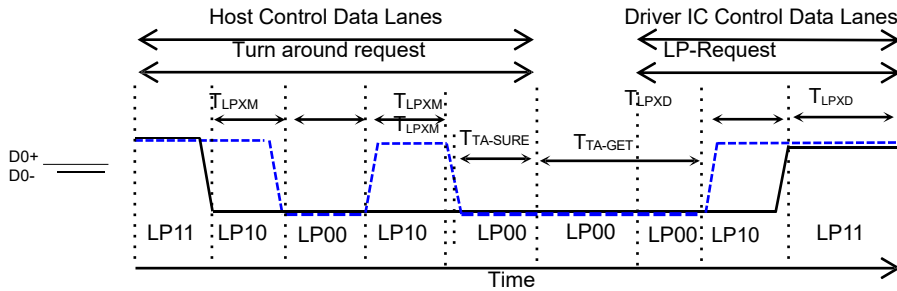 Host Control Data Lanes
Driver IC Control Data Lanes
Turn around request
LP-Request
TLPXM
TLPXM
TLPXD
TLPXD
TLPXM
TTA-SURE
TTA-GET
D0+
D0-
LP11
LP10
LP00
LP10
LP00
LP00
LP00
LP10
LP11
Time